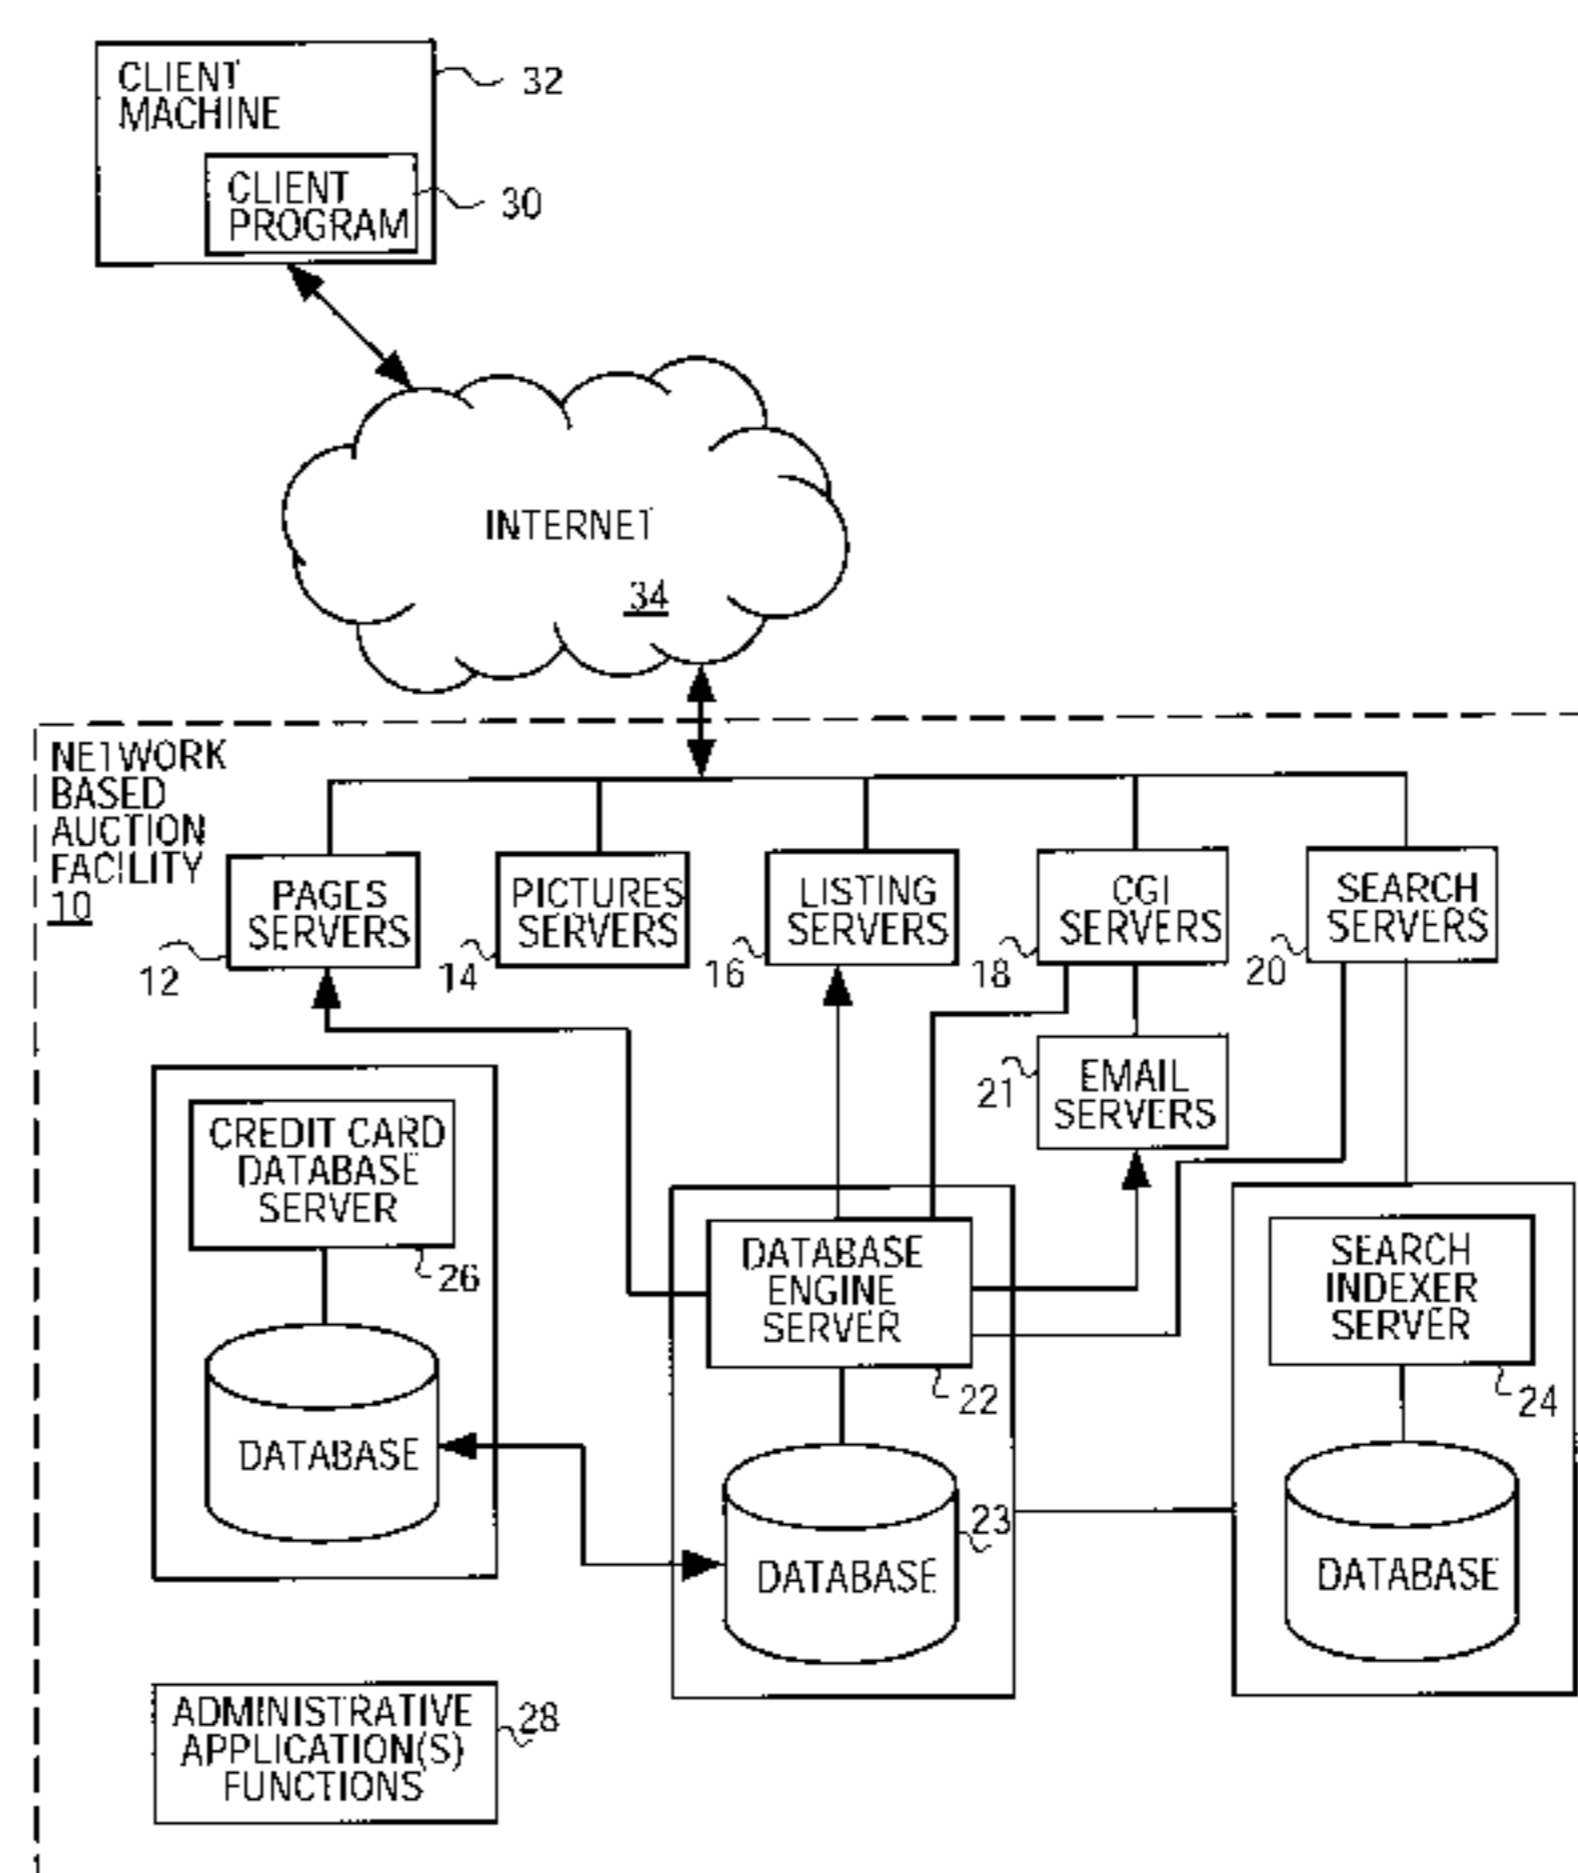 CLIENT
MACHINE
32
CLIENT
PROGRAM
30
INTERNET
34
NETWORK
BASED
AUCTION
FACILITY
10
PAGES
SERVERS
12
PICTURES
SERVERS
14
LISTING
SERVERS
16
CGI
SERVERS
18
SEARCH
SERVERS
20
EMAIL
SERVERS
21
CREDIT CARD
DATABASE
SERVER
26
DATABASE
DATABASE
ENGINE
SERVER
22
DATABASE
23
SEARCH
INDEXER
SERVER
24
DATABASE
ADMINISTRATIVE
APPLICATION(S)
FUNCTIONS
28